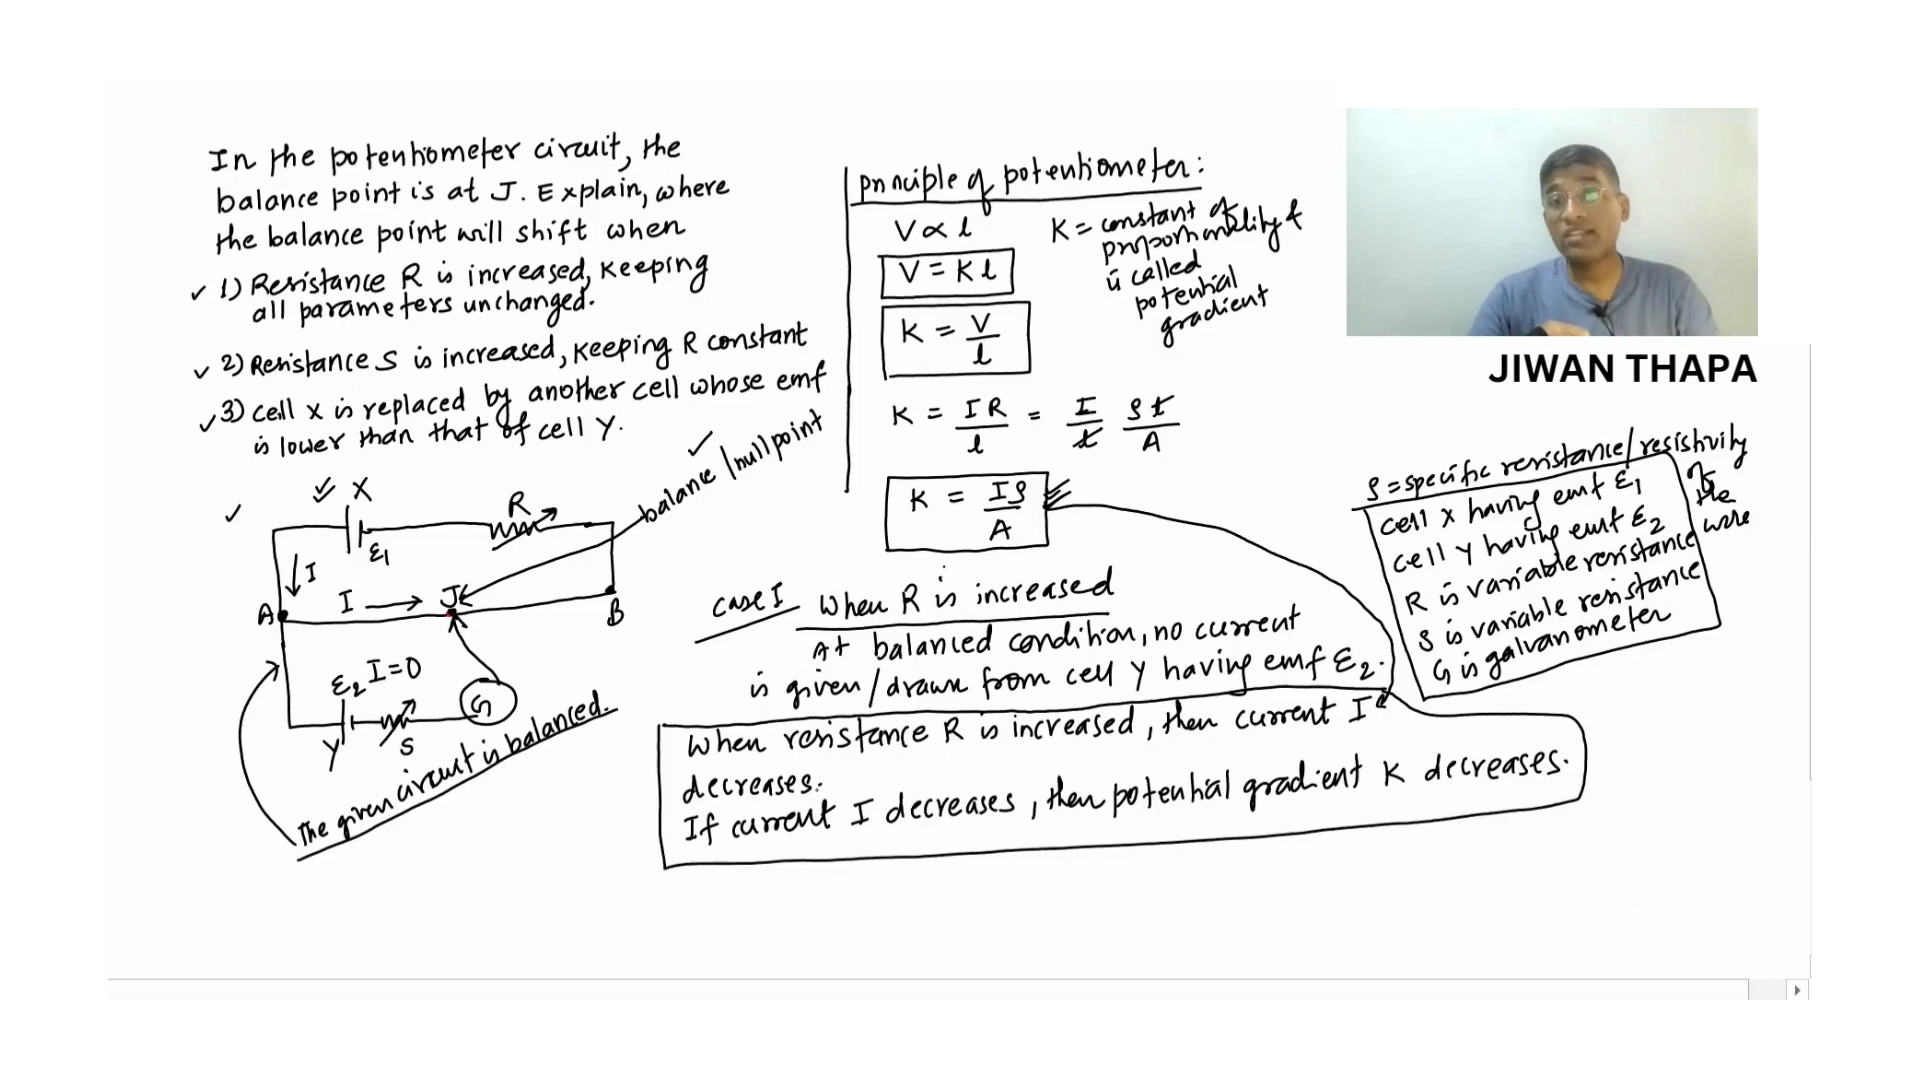 In the potentiometer circuit, the
balance point is at J. Explain, where
the balance point will shift when
✓ 1) Resistance R is increased, keeping
all parameters unchanged.
✓ 2) Resistance S is increased, keeping R constant
✓ 3) cell x is replaced by another cell whose emf
is lower than that of cell Y.
✓
✓ X
R
ε1
I
I →
J
A
B
balance/null point ✓
ε2 I=0
G
Y
S
The given circuit is balanced.
principle of potentiometer:
V ∝ l
V = K l
K = V/l
K = constant of
proportionality &
is called
potential
gradient
K = IR/l = I/l ρl/A
K = Iρ/A
ρ = specific resistance/resistivity
of
the
wire
cell x having emf ε1
cell y having emf ε2
R is variable resistance
S is variable resistance
G is galvanometer
case I When R is increased
At balanced condition, no current
is given/drawn from cell Y having emf ε2.
When resistance R is increased, then current I
decreases.
If current I decreases, then potential gradient K decreases.
JIWAN THAPA